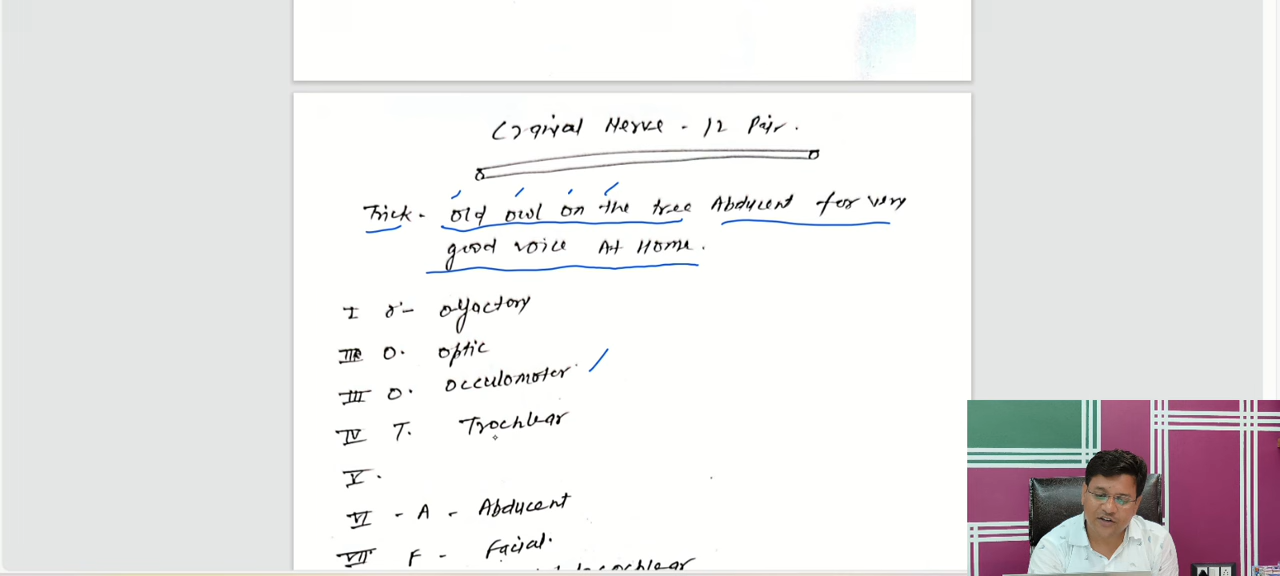 Cranial Nerve - 12 Pair.
Trick - Old owl on the tree Abducent for very
good voice At Home.
I o - olfactory
II O. optic
III O. Occulomoter
IV T. Trochlear
V.
VI - A - Abducent
VII F - Facial.